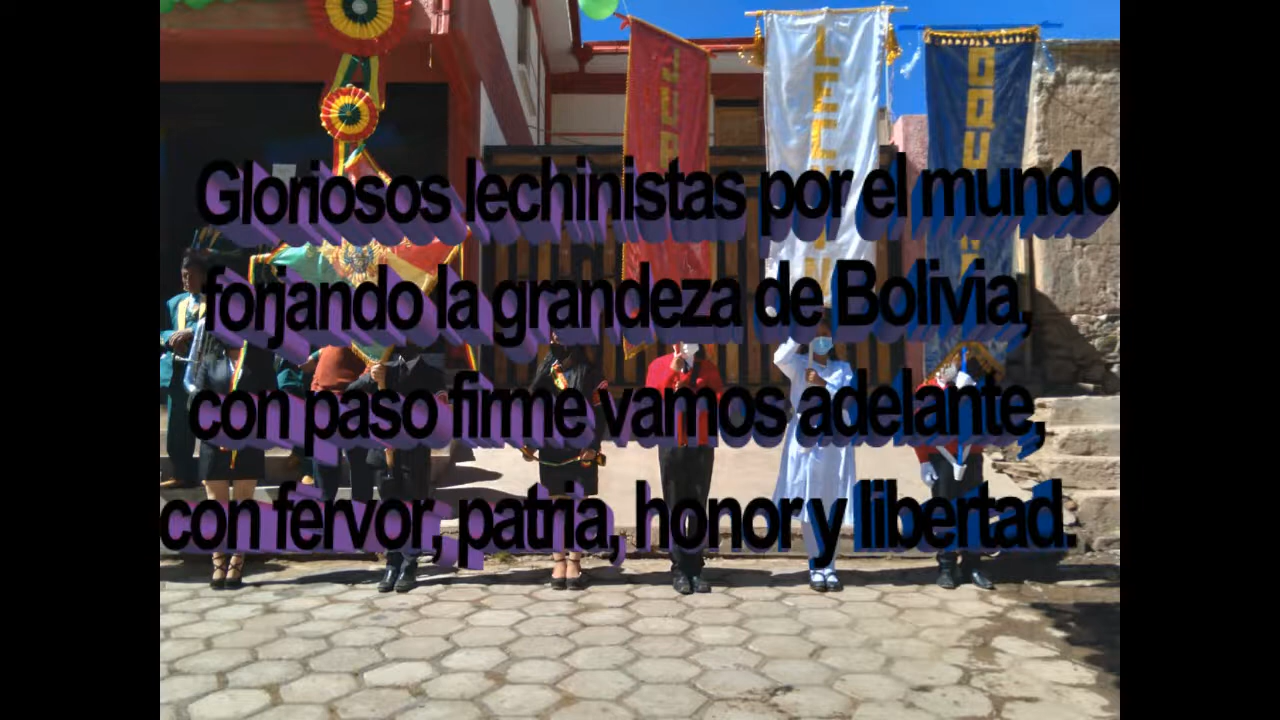 Gloriosos lechinistas por el mundo
forjando la grandeza de Bolivia,
con paso firme vamos adelante,
con fervor, patria, honor y libertad.